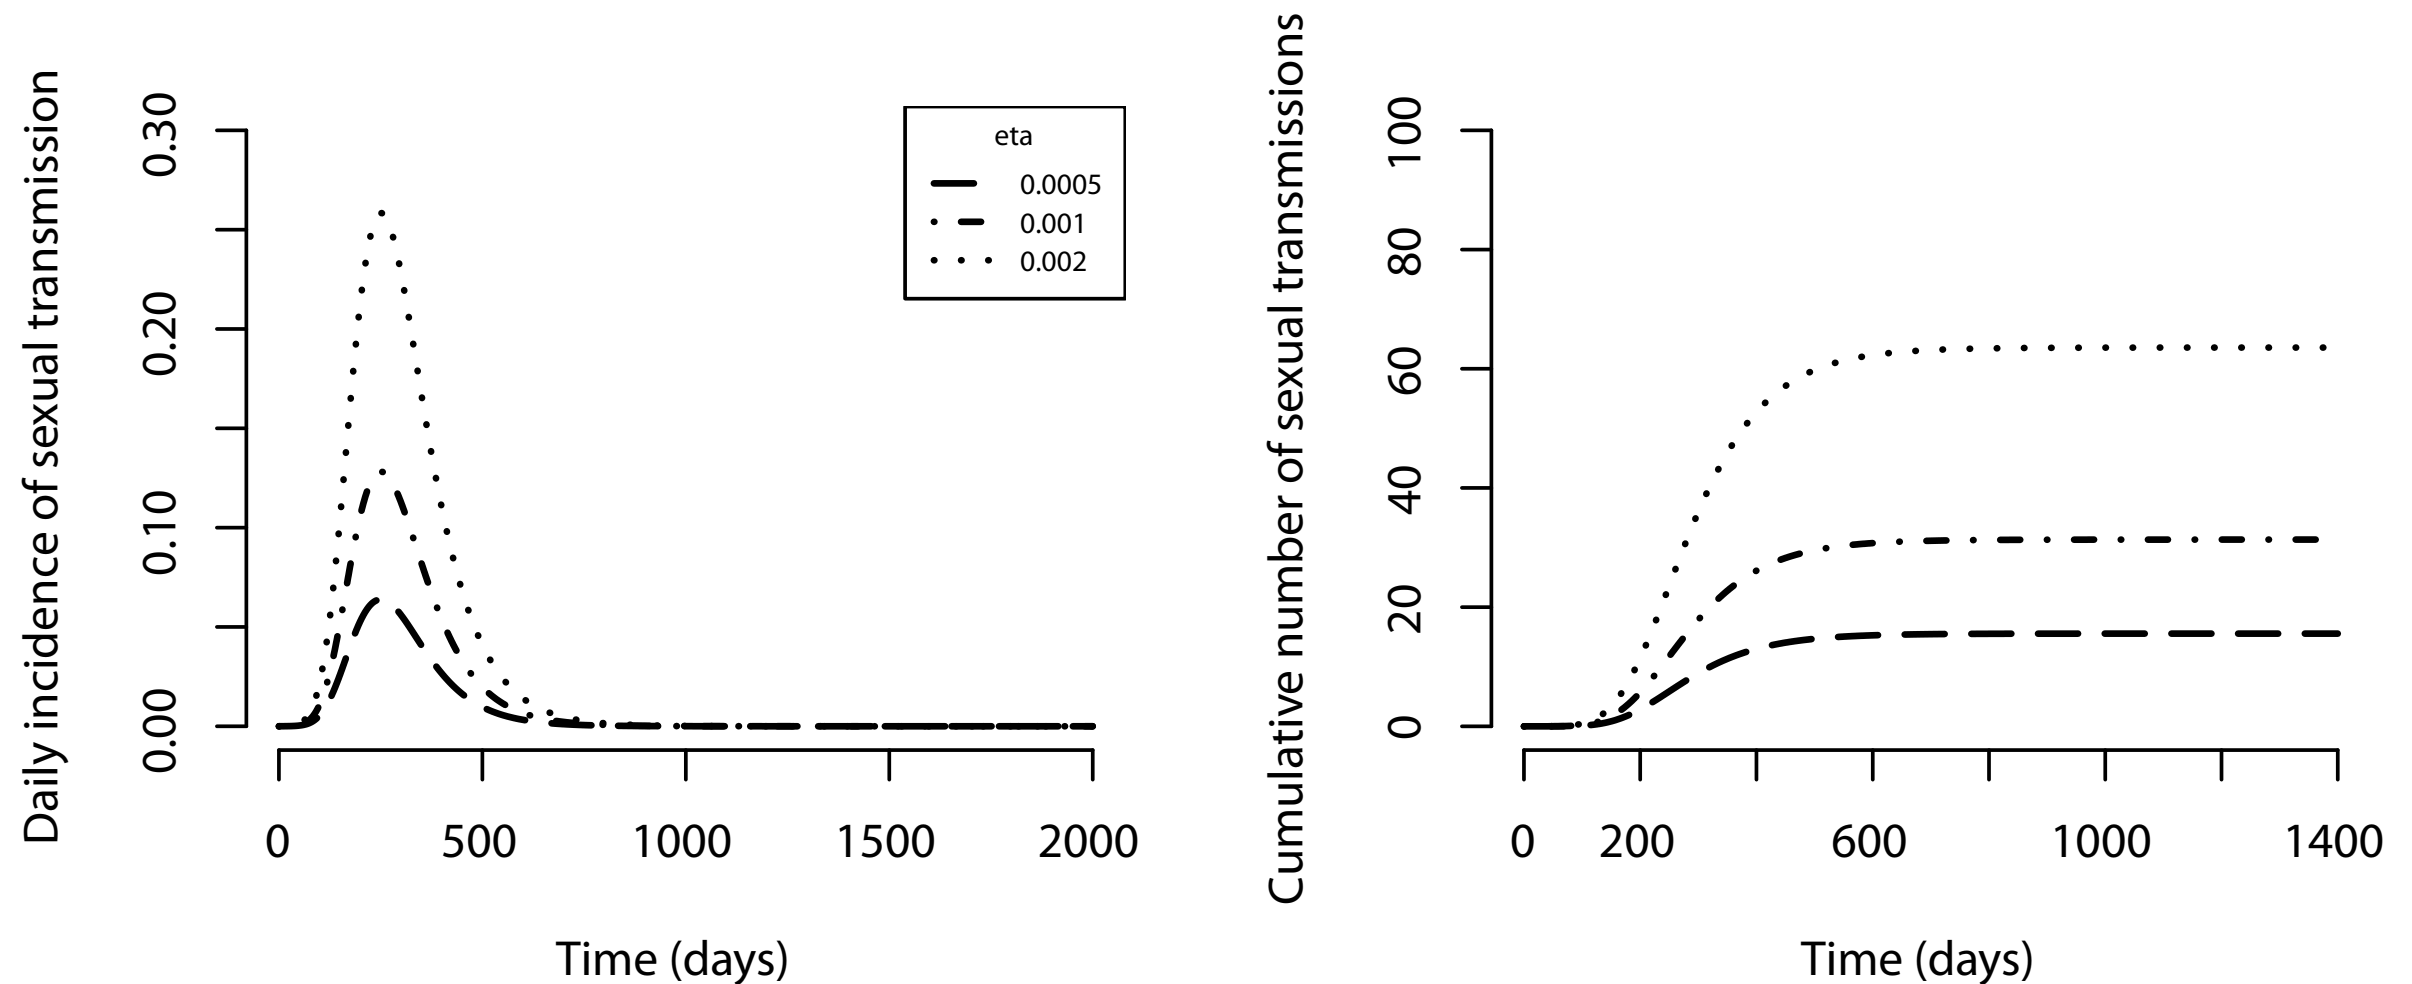 Daily incidence of sexual transmission
0.30
0.20
0.10
0.00
eta
0.0005
0.001
0.002
0 500 1000 1500 2000
Time (days)
Cumulative number of sexual transmissions
100
80
60
40
20
0
0 200 600 1000 1400
Time (days)